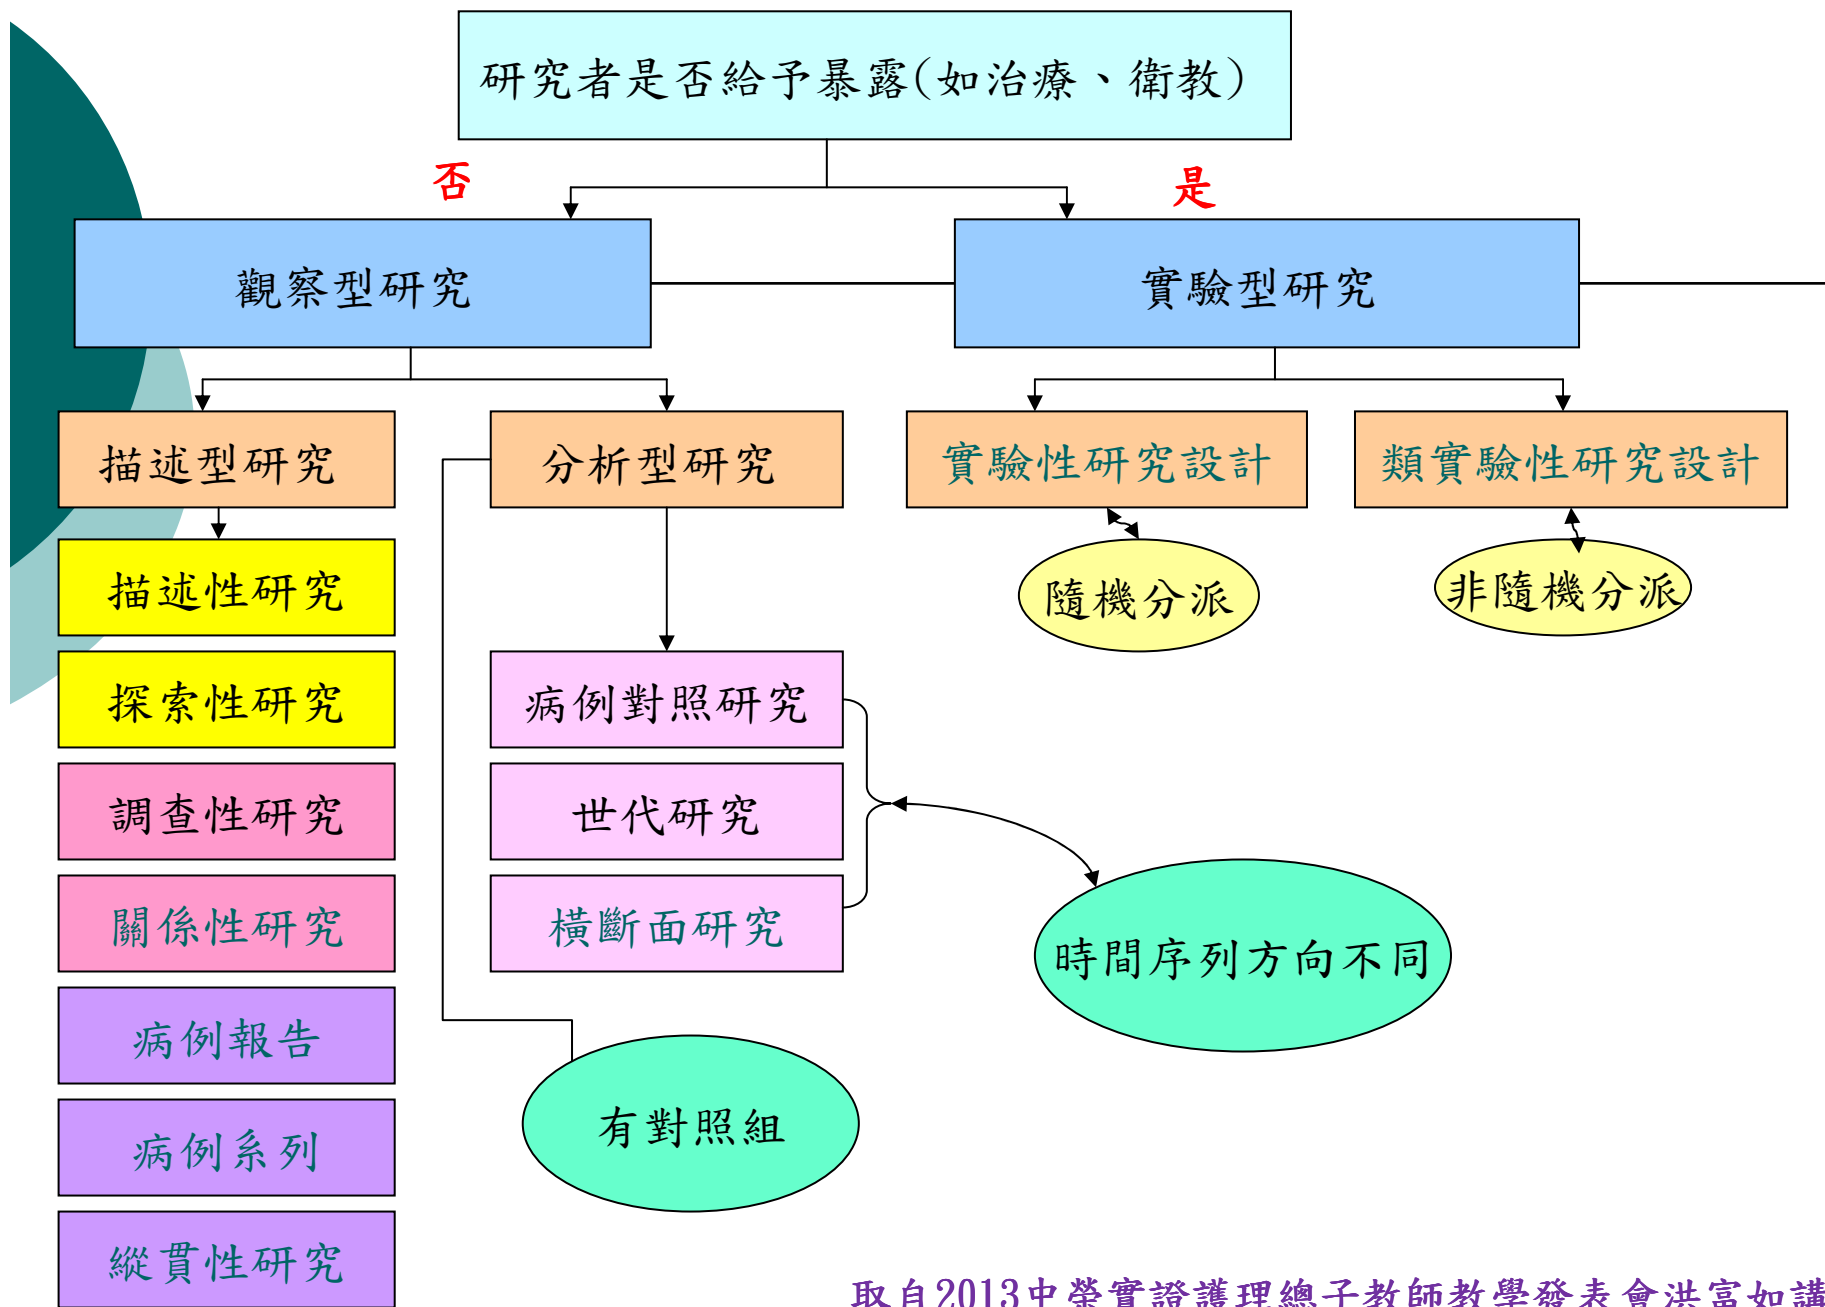 研究者是否給予暴露(如治療、衛教)
否
是
觀察型研究
實驗型研究
描述型研究
分析型研究
實驗性研究設計
類實驗性研究設計
描述性研究
隨機分派
非隨機分派
探索性研究
病例對照研究
調查性研究
世代研究
關係性研究
橫斷面研究
時間序列方向不同
病例報告
有對照組
病例系列
縱貫性研究
取自2013中榮實證護理總子教師教學發表會洪富如講